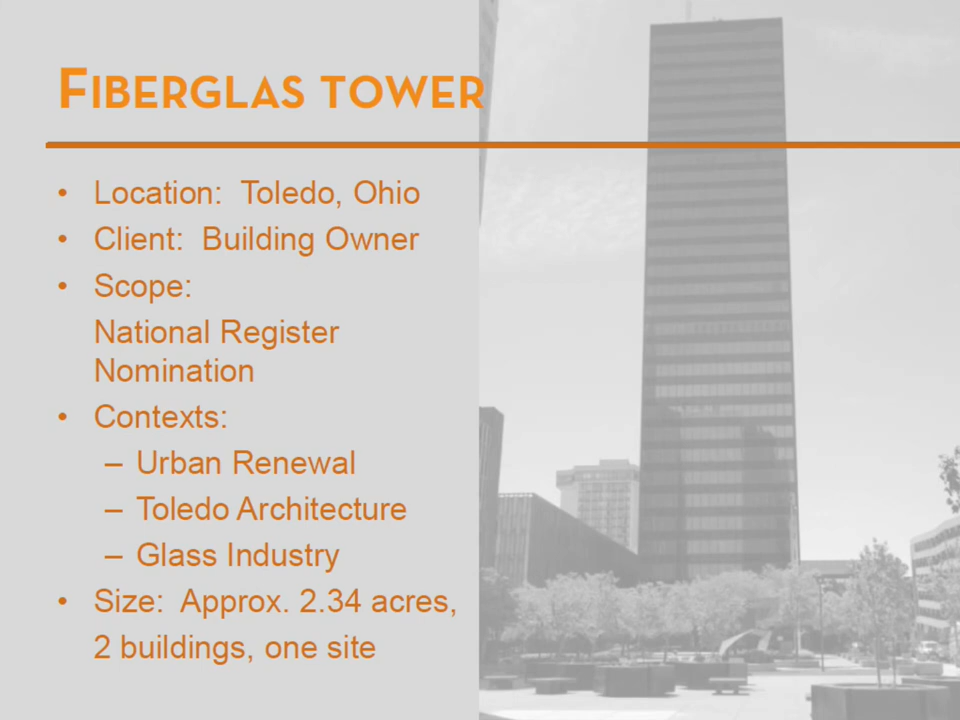 FIBERGLAS TOWER
• Location:  Toledo, Ohio
• Client:  Building Owner
• Scope:
National Register
Nomination
• Contexts:
– Urban Renewal
– Toledo Architecture
– Glass Industry
• Size:  Approx. 2.34 acres,
2 buildings, one site